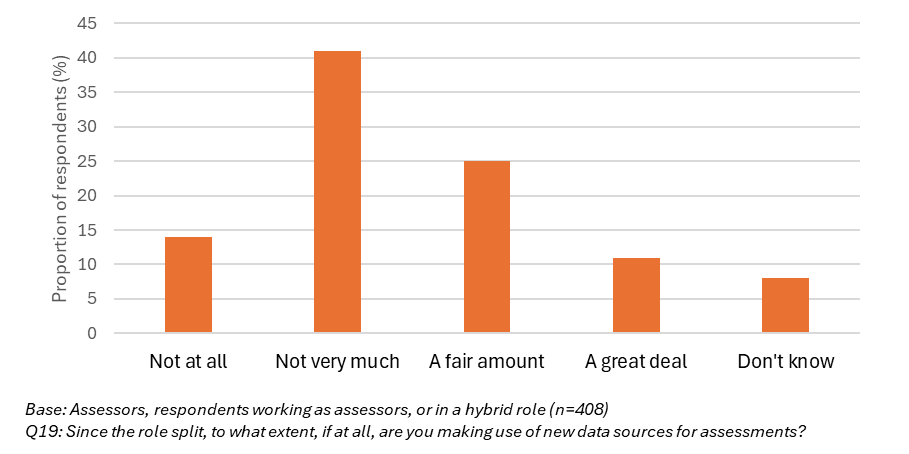 Proportion of respondents (%)
45
40
35
30
25
20
15
10
5
0
Not at all
Not very much
A fair amount
A great deal
Don't know
Base: Assessors, respondents working as assessors, or in a hybrid role (n=408)
Q19: Since the role split, to what extent, if at all, are you making use of new data sources for assessments?